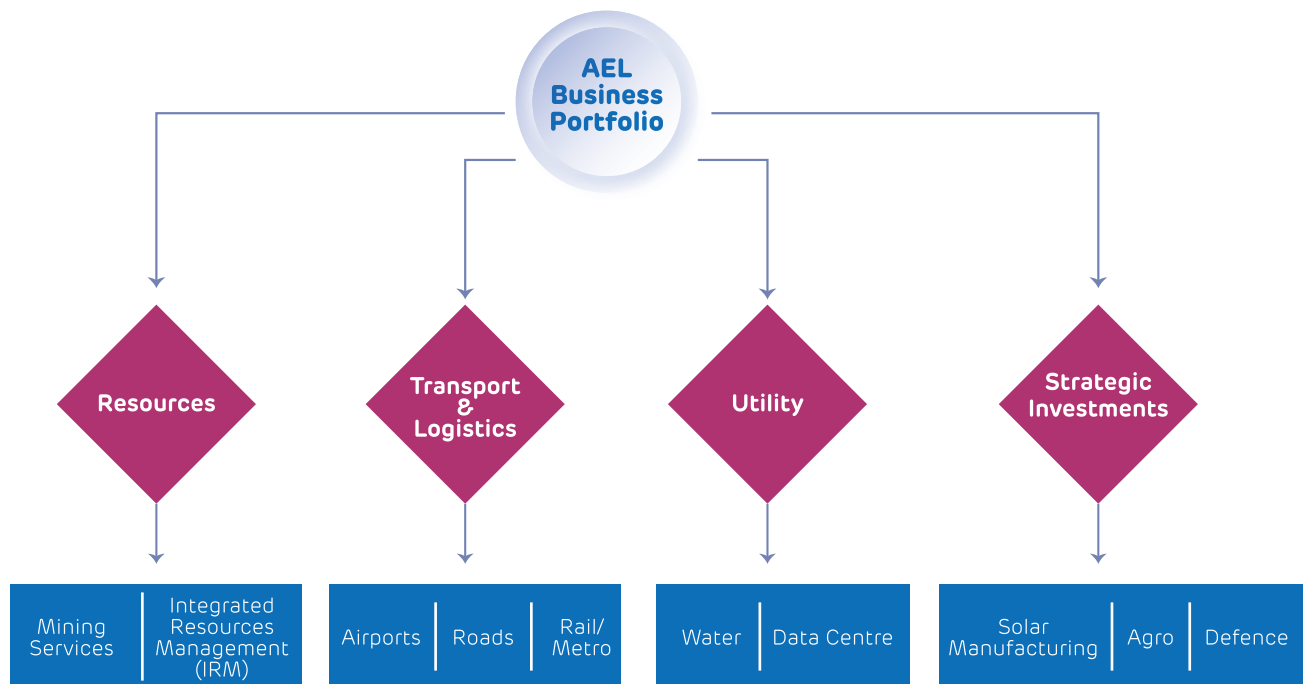 AEL
Business
Portfolio
Resources
Transport
&
Logistics
Utility
Strategic
Investments
Mining
Services
Integrated
Resources
Management
(IRM)
Airports
Roads
Rail/
Metro
Water
Data Centre
Solar
Manufacturing
Agro
Defence